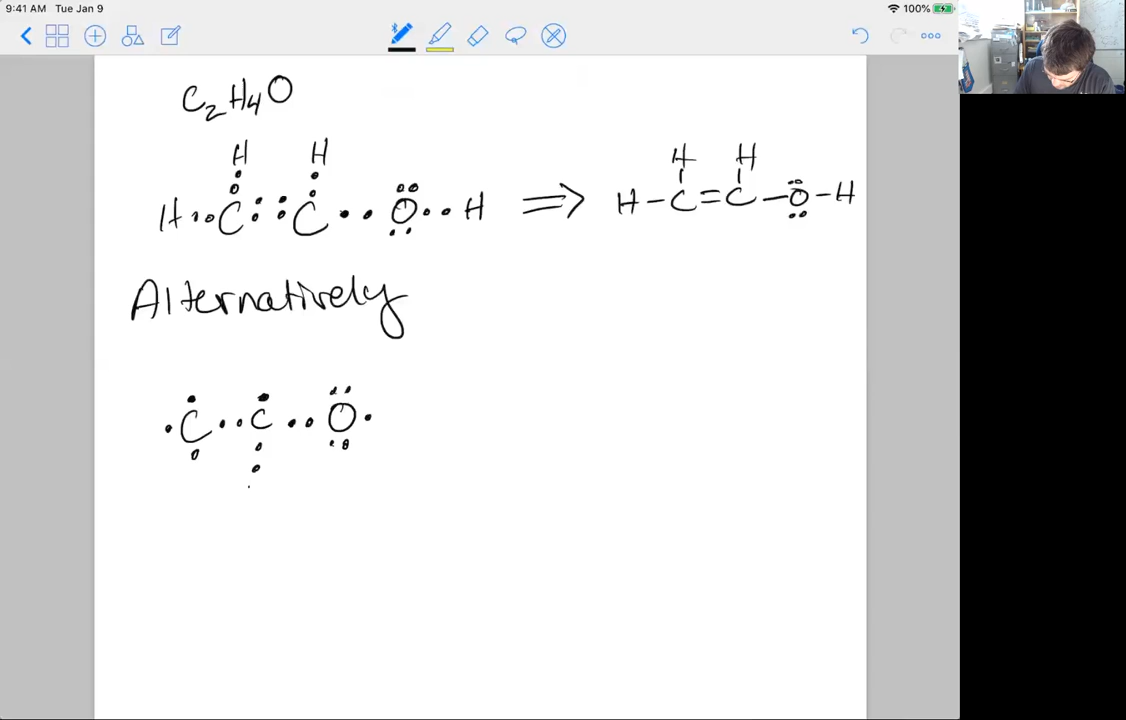 9:41 AM Tue Jan 9
100%
C₂H₄O
H H
H C C O H ⇒ H-C=C-O-H
H H
Alternatively
C C O